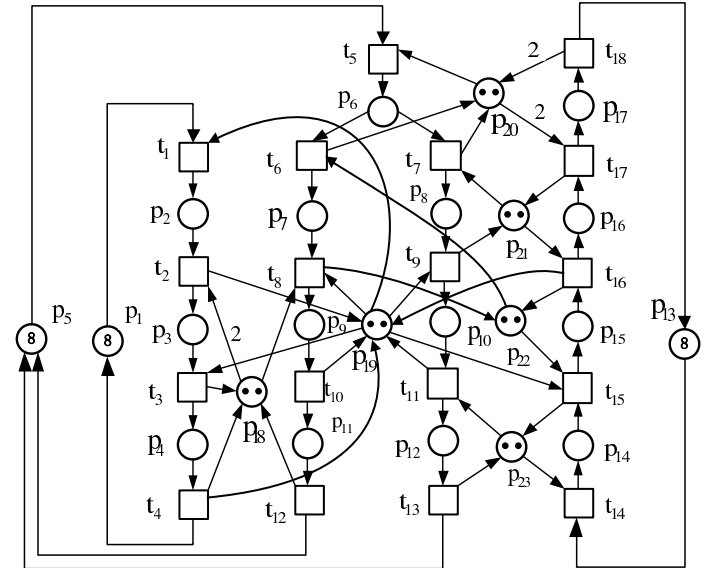 t5 2 t18
p6 p20 2 p17
t1 t6 t7 t17
p2 p7 p8 p21 p16
t2 t8 t9 t16
p5 p1 p3 2 p9 p19 p10 p22 p15 p13
8 8 8
t3 p18 t10 t11 t15
p4 p11 p12 p23 p14
t4 t12 t13 t14